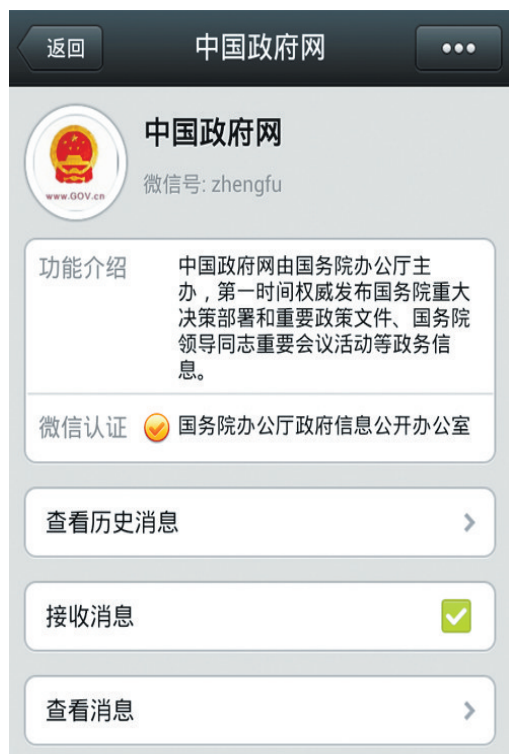 返回
中国政府网
中国政府网
www.GOV.cn
微信号: zhengfu
功能介绍
中国政府网由国务院办公厅主
办，第一时间权威发布国务院重大
决策部署和重要政策文件、国务院
领导同志重要会议活动等政务信
息。
微信认证
国务院办公厅政府信息公开办公室
查看历史消息
接收消息
查看消息